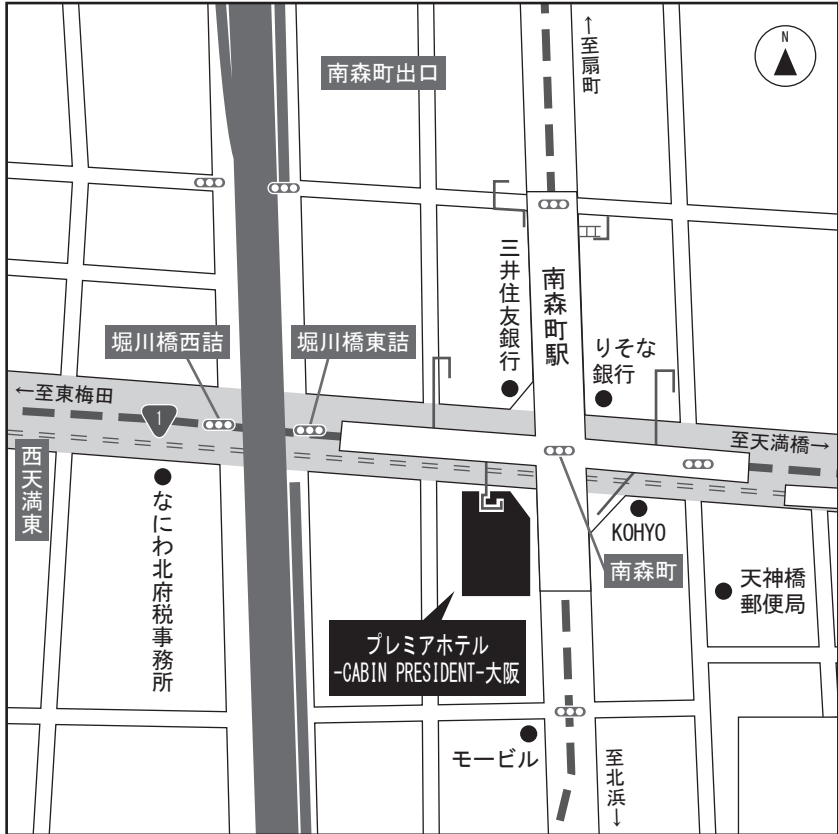 N
↑至扇町
南森町出口
三井住友銀行
南森町駅
りそな
銀行
堀川橋西詰
堀川橋東詰
←至東梅田
1
至天満橋→
西天満東
なにわ北府税事務所
KOHYO
南森町
天神橋
郵便局
プレミアホテル
-CABIN PRESIDENT-大阪
モービル
至北浜↓